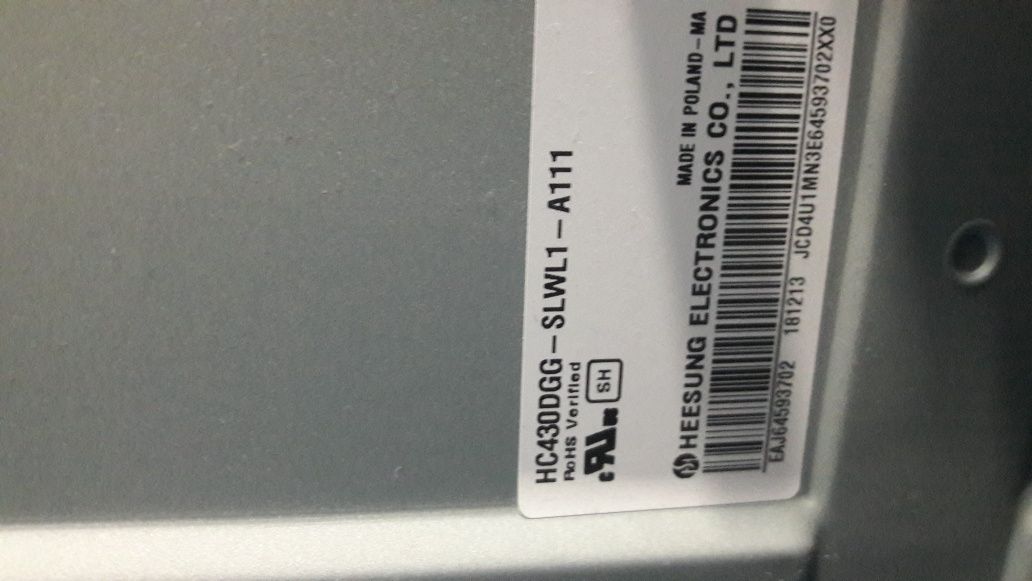 HC430DGG-SLWL1-A111
RoHS Verified
SH
MADE IN POLAND-MA
HEESUNG ELECTRONICS CO., LTD
EAJ64593702 181213 JCD4U1MN3E64593702XX0